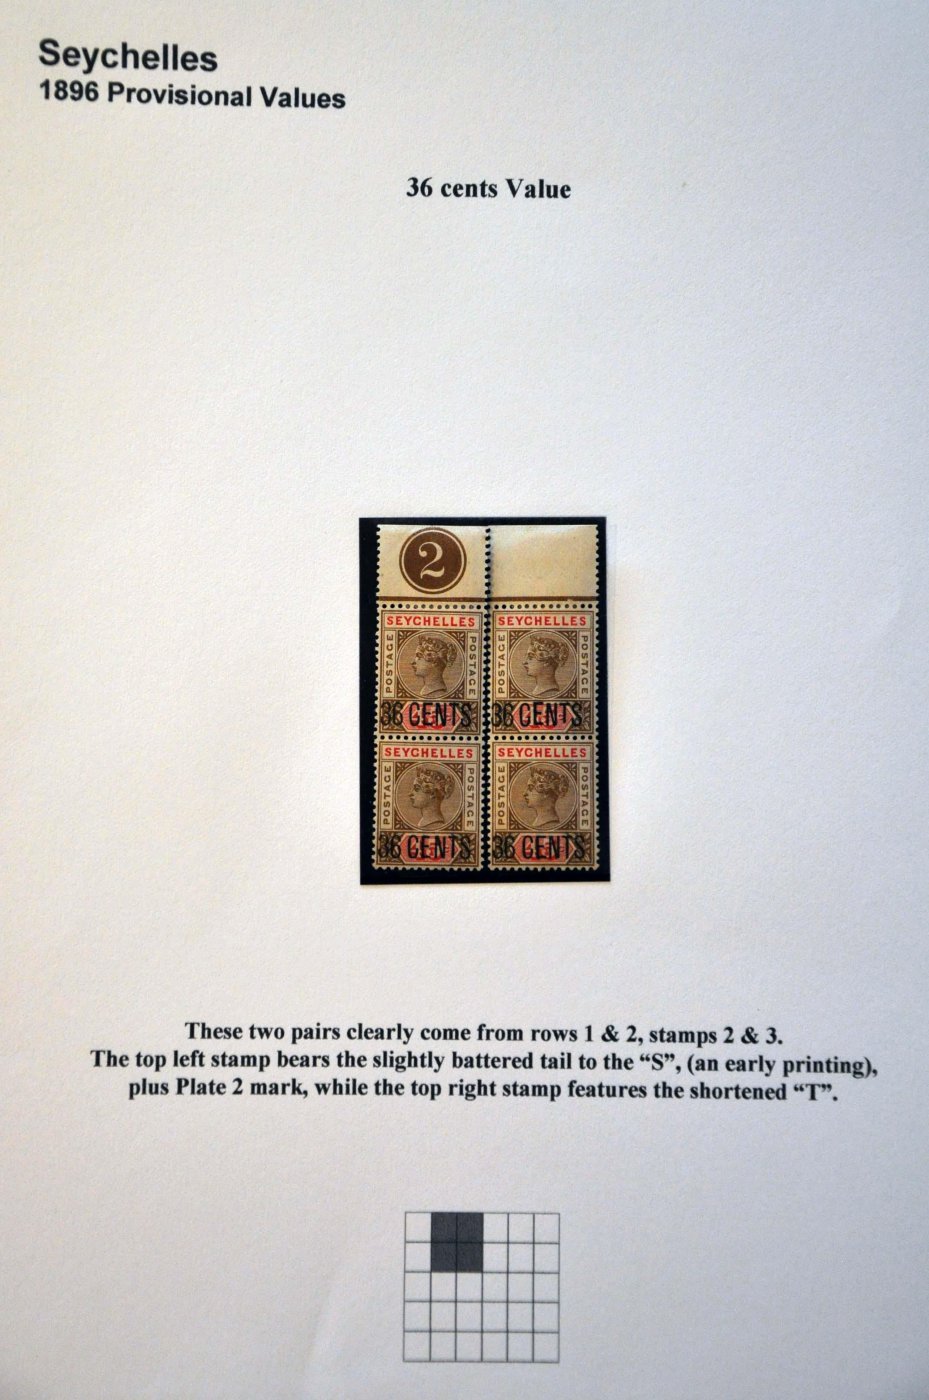 Seychelles
1896 Provisional Values
36 cents Value
2
SEYCHELLES SEYCHELLES
POSTAGE POSTAGE POSTAGE POSTAGE
36 CENTS 36 CENTS
SEYCHELLES SEYCHELLES
POSTAGE POSTAGE POSTAGE POSTAGE
36 CENTS 36 CENTS
These two pairs clearly come from rows 1 & 2, stamps 2 & 3.
The top left stamp bears the slightly battered tail to the “S”, (an early printing),
plus Plate 2 mark, while the top right stamp features the shortened “T”.